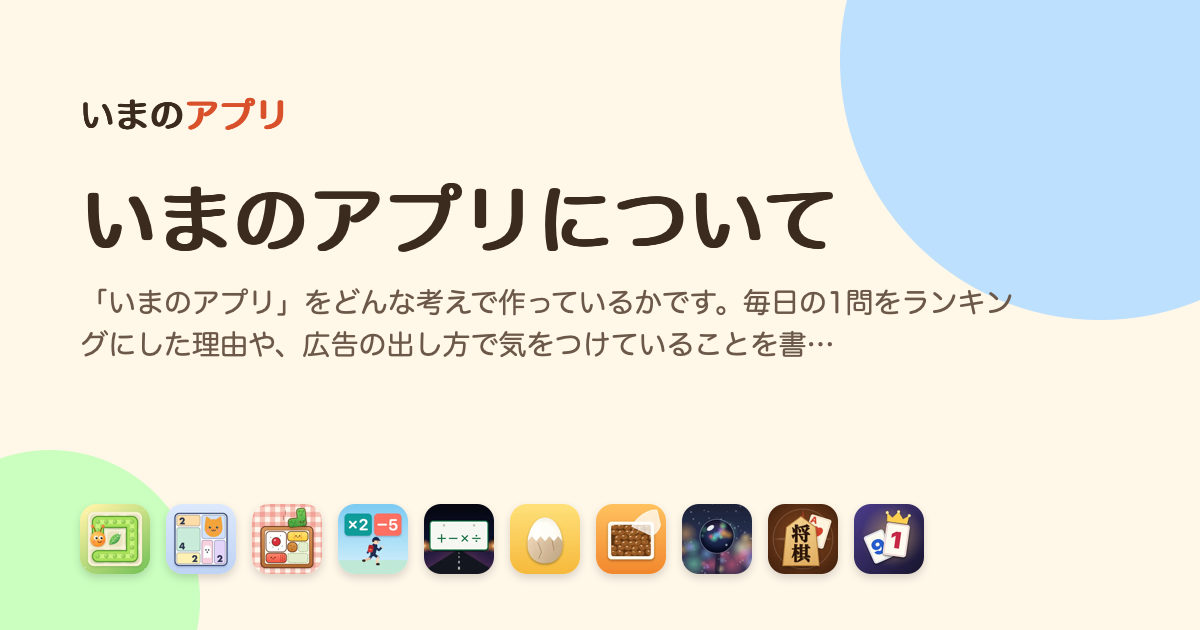 いまのアプリ
いまのアプリについて
「いまのアプリ」をどんな考えで作っているかです。毎日の1問をランキン
グにした理由や、広告の出し方で気をつけていることを書…
2
4
2
2
×2
−5
+−×÷
将棋
A
9
1